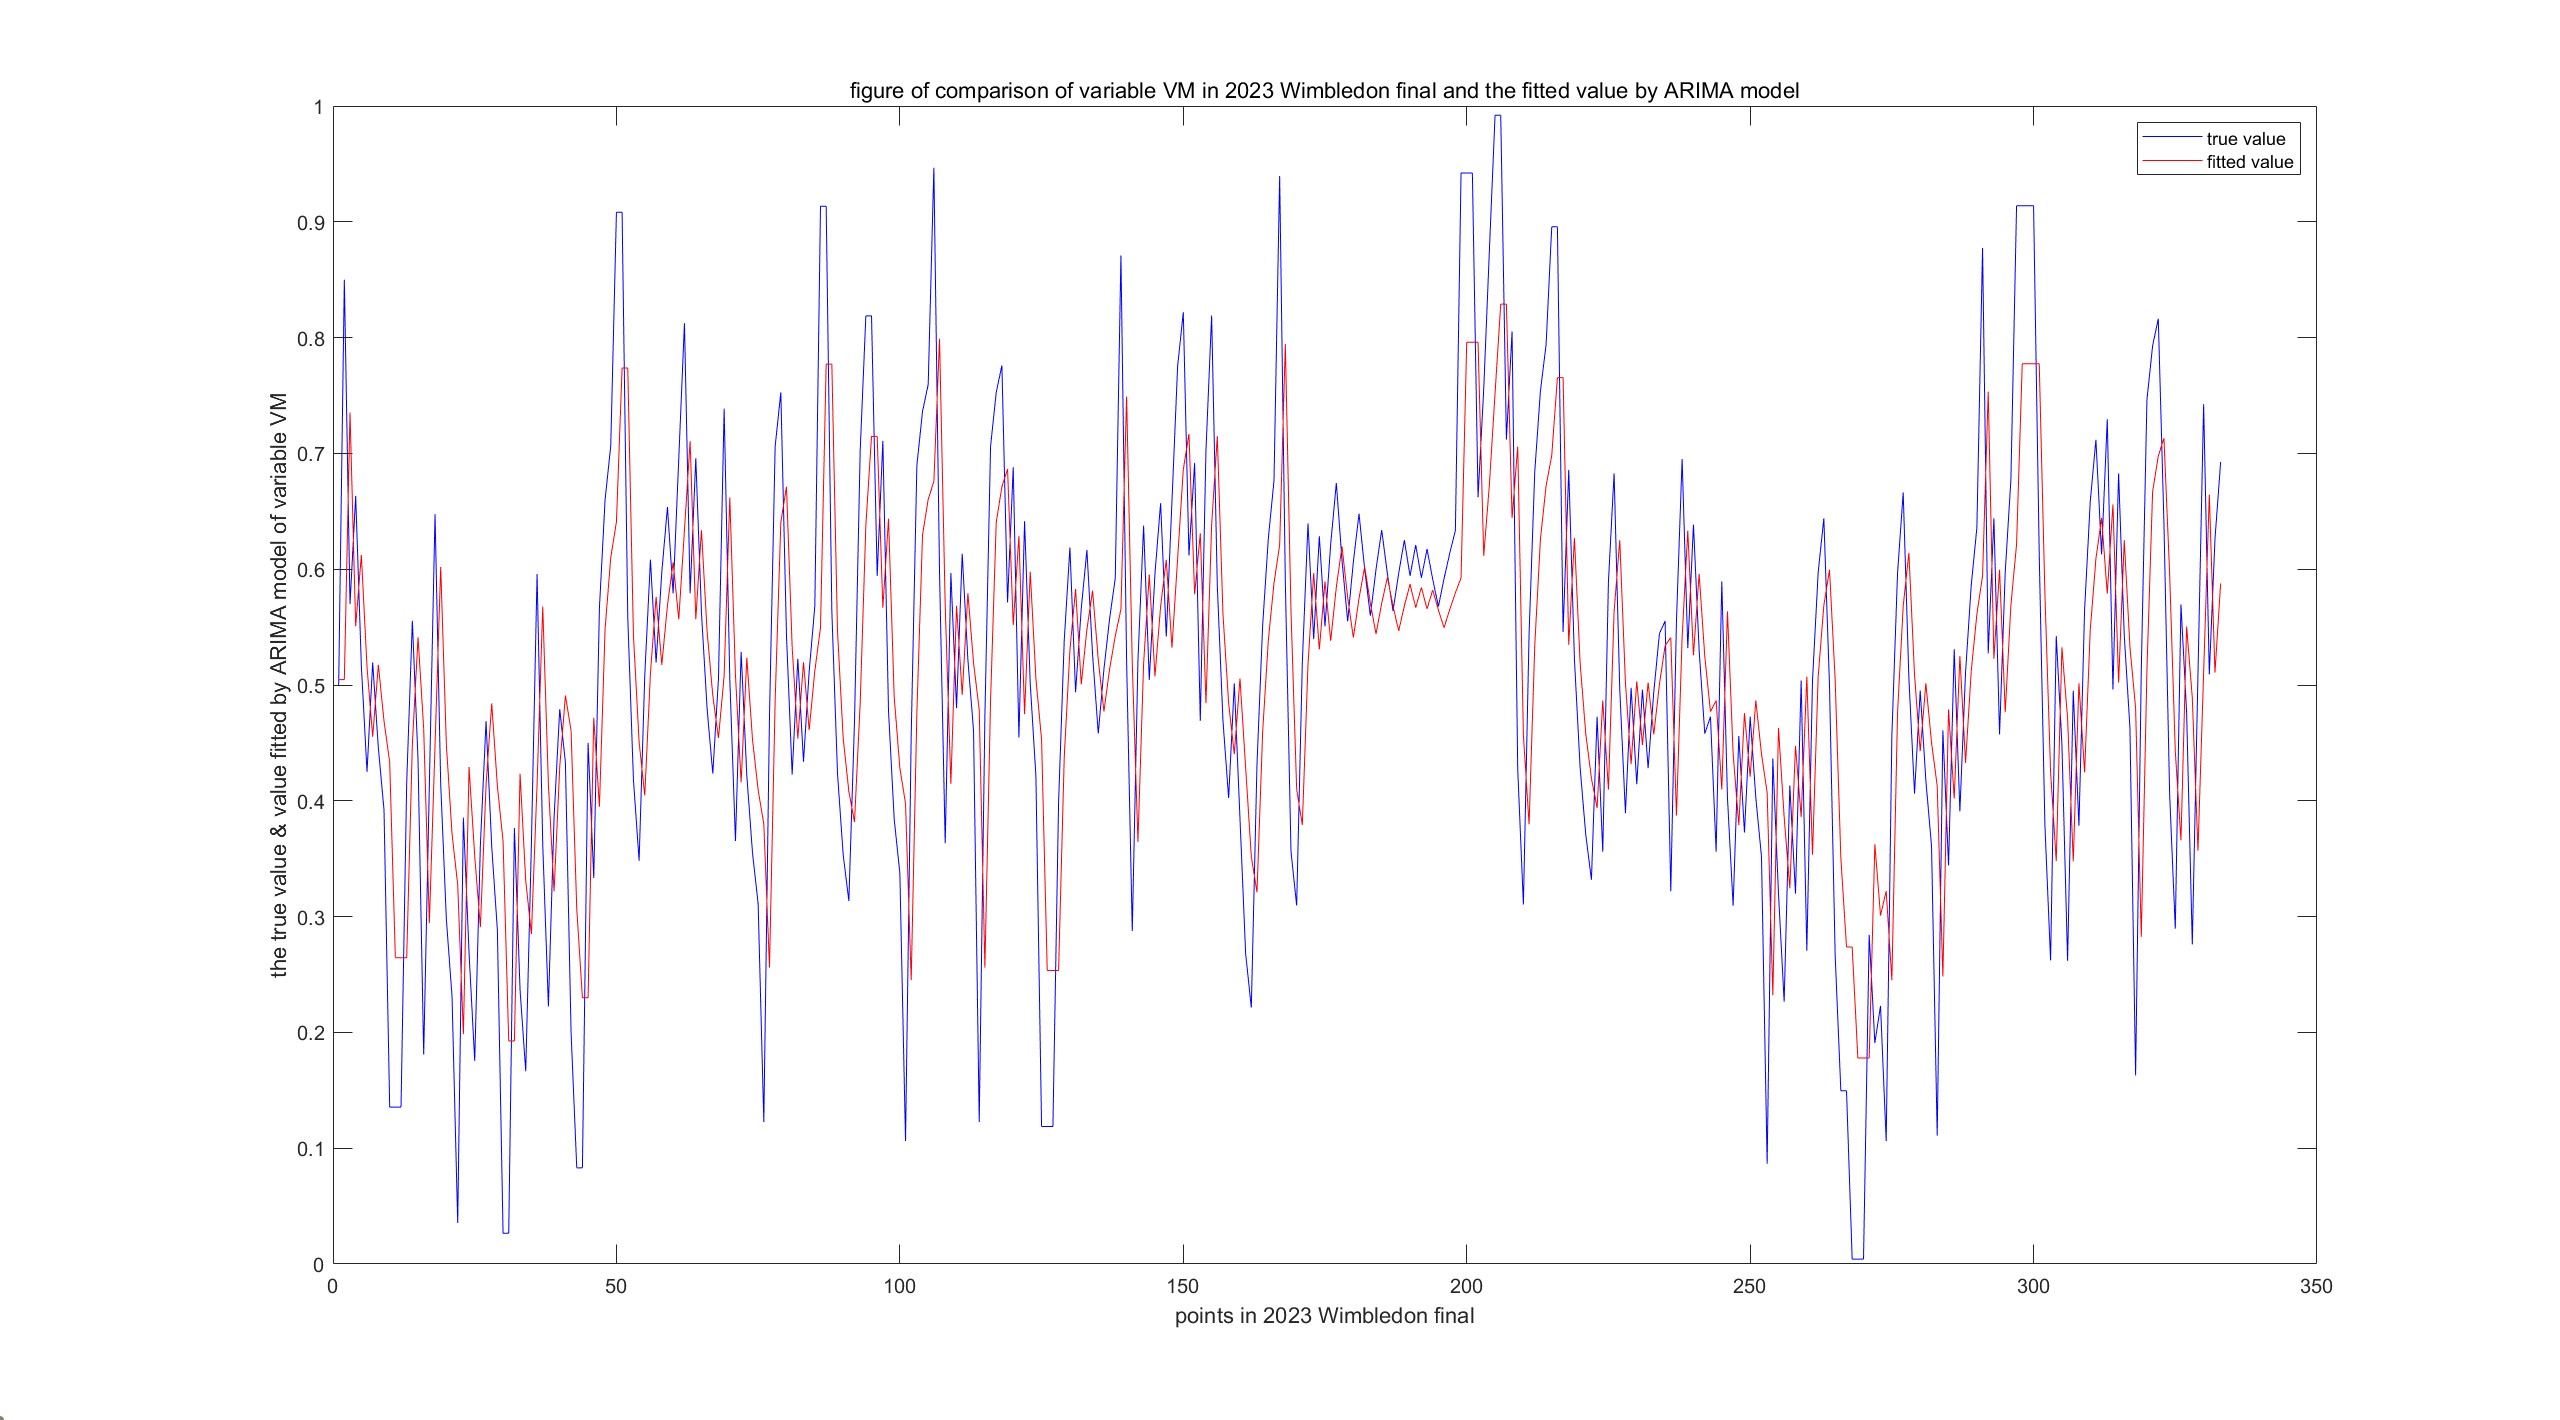 figure of comparison of variable VM in 2023 Wimbledon final and the fitted value by ARIMA model
true value
fitted value
the true value & value fitted by ARIMA model of variable VM
1
0.9
0.8
0.7
0.6
0.5
0.4
0.3
0.2
0.1
0
0 50 100 150 200 250 300 350
points in 2023 Wimbledon final